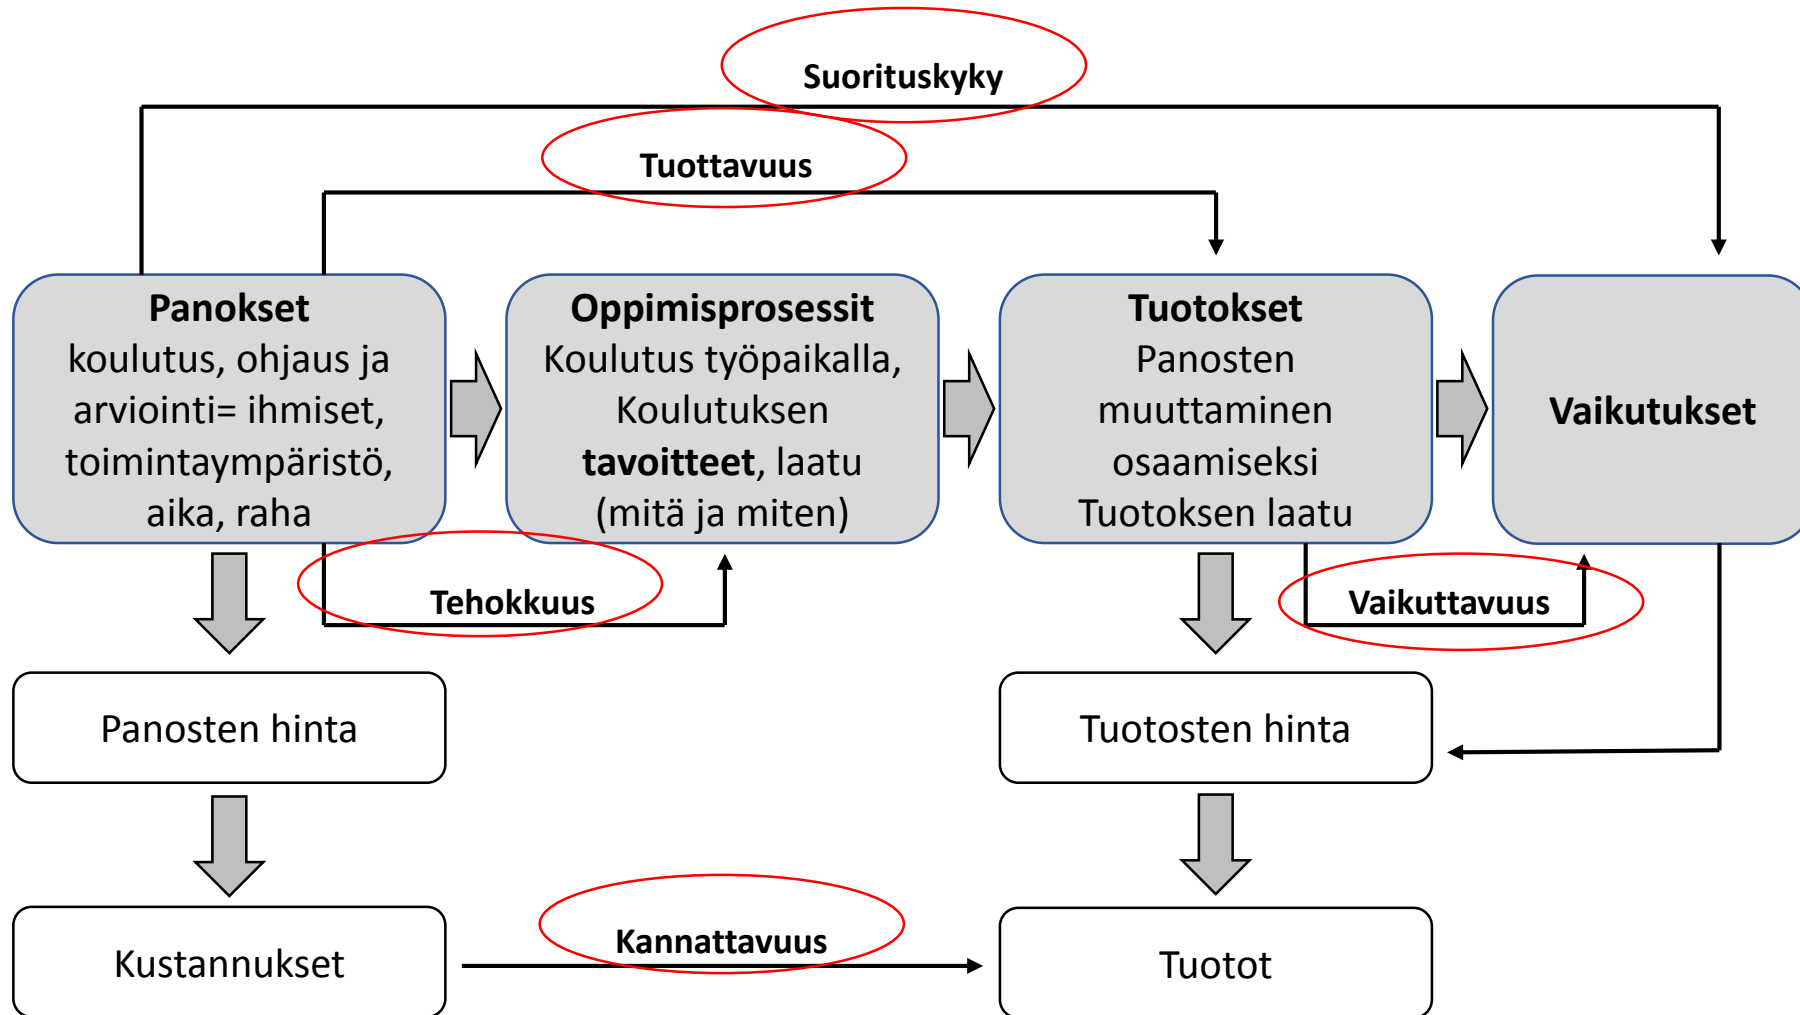 Suorituskyky
Tuottavuus
Panokset
koulutus, ohjaus ja
arviointi= ihmiset,
toimintaympäristö,
aika, raha
Oppimisprosessit
Koulutus työpaikalla,
Koulutuksen
tavoitteet, laatu
(mitä ja miten)
Tuotokset
Panosten
muuttaminen
osaamiseksi
Tuotoksen laatu
Vaikutukset
Tehokkuus
Vaikuttavuus
Panosten hinta
Tuotosten hinta
Kustannukset
Kannattavuus
Tuotot